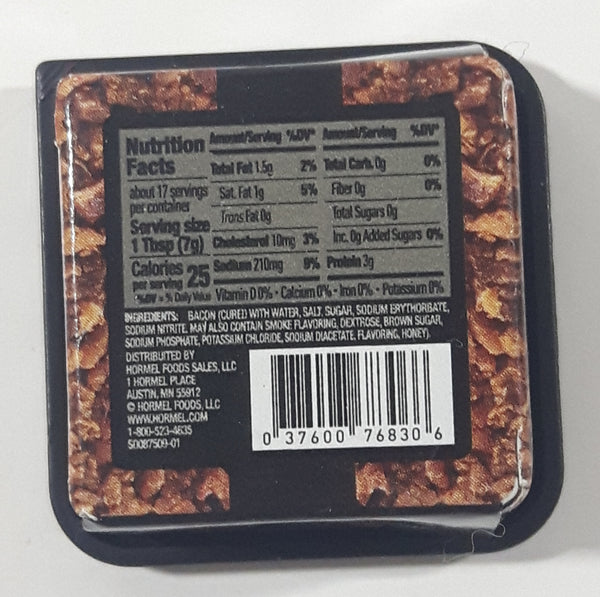 Nutrition Facts
about 17 servings per container
Serving size
1 Tbsp (7g)
Calories 25
per serving
Amount/Serving %DV*
Total Fat 1.5g 2%
Sat. Fat 1g 5%
Trans Fat 0g
Cholesterol 10mg 3%
Sodium 210mg 9%
Amount/Serving %DV*
Total Carb. 0g 0%
Fiber 0g 0%
Total Sugars 0g
Inc. 0g Added Sugars 0%
Protein 3g
*%DV = % Daily Value
Vitamin D 0% • Calcium 0% • Iron 0% • Potassium 0%
INGREDIENTS: BACON (CURED WITH WATER, SALT, SUGAR, SODIUM ERYTHORBATE,
SODIUM NITRITE. MAY ALSO CONTAIN SMOKE FLAVORING, DEXTROSE, BROWN SUGAR,
SODIUM PHOSPHATE, POTASSIUM CHLORIDE, SODIUM DIACETATE, FLAVORING, HONEY).
DISTRIBUTED BY
HORMEL FOODS SALES, LLC
1 HORMEL PLACE
AUSTIN, MN 55912
© HORMEL FOODS, LLC
WWW.HORMEL.COM
1-800-523-4635
S0087509-01
0 37600 76830 6